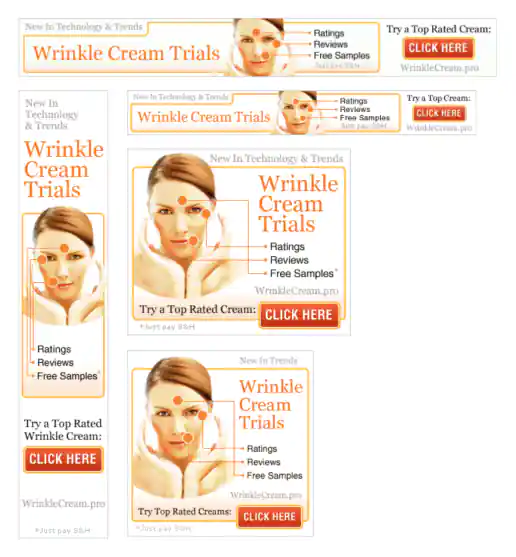 New In Technology & Trends
Wrinkle Cream Trials
Ratings
Reviews
Free Samples
*Just pay S&H
Try a Top Rated Cream:
CLICK HERE
WrinkleCream.pro
New In
Technology
& Trends
Wrinkle
Cream
Trials
Ratings
Reviews
Free Samples*
Try a Top Rated
Wrinkle Cream:
CLICK HERE
WrinkleCream.pro
*Just pay S&H
New In Technology & Trends
Wrinkle Cream Trials
Ratings
Reviews
Free Samples
*Just pay S&H
Try a Top Cream:
CLICK HERE
WrinkleCream.pro
New In Technology & Trends
Wrinkle
Cream
Trials
Ratings
Reviews
Free Samples*
WrinkleCream.pro
Try a Top Rated Cream:
CLICK HERE
*Just pay S&H
New In Trends
Wrinkle
Cream
Trials
Ratings
Reviews
Free Samples
WrinkleCream.pro
Try Top Rated Creams:
CLICK HERE
*Just pay S&H